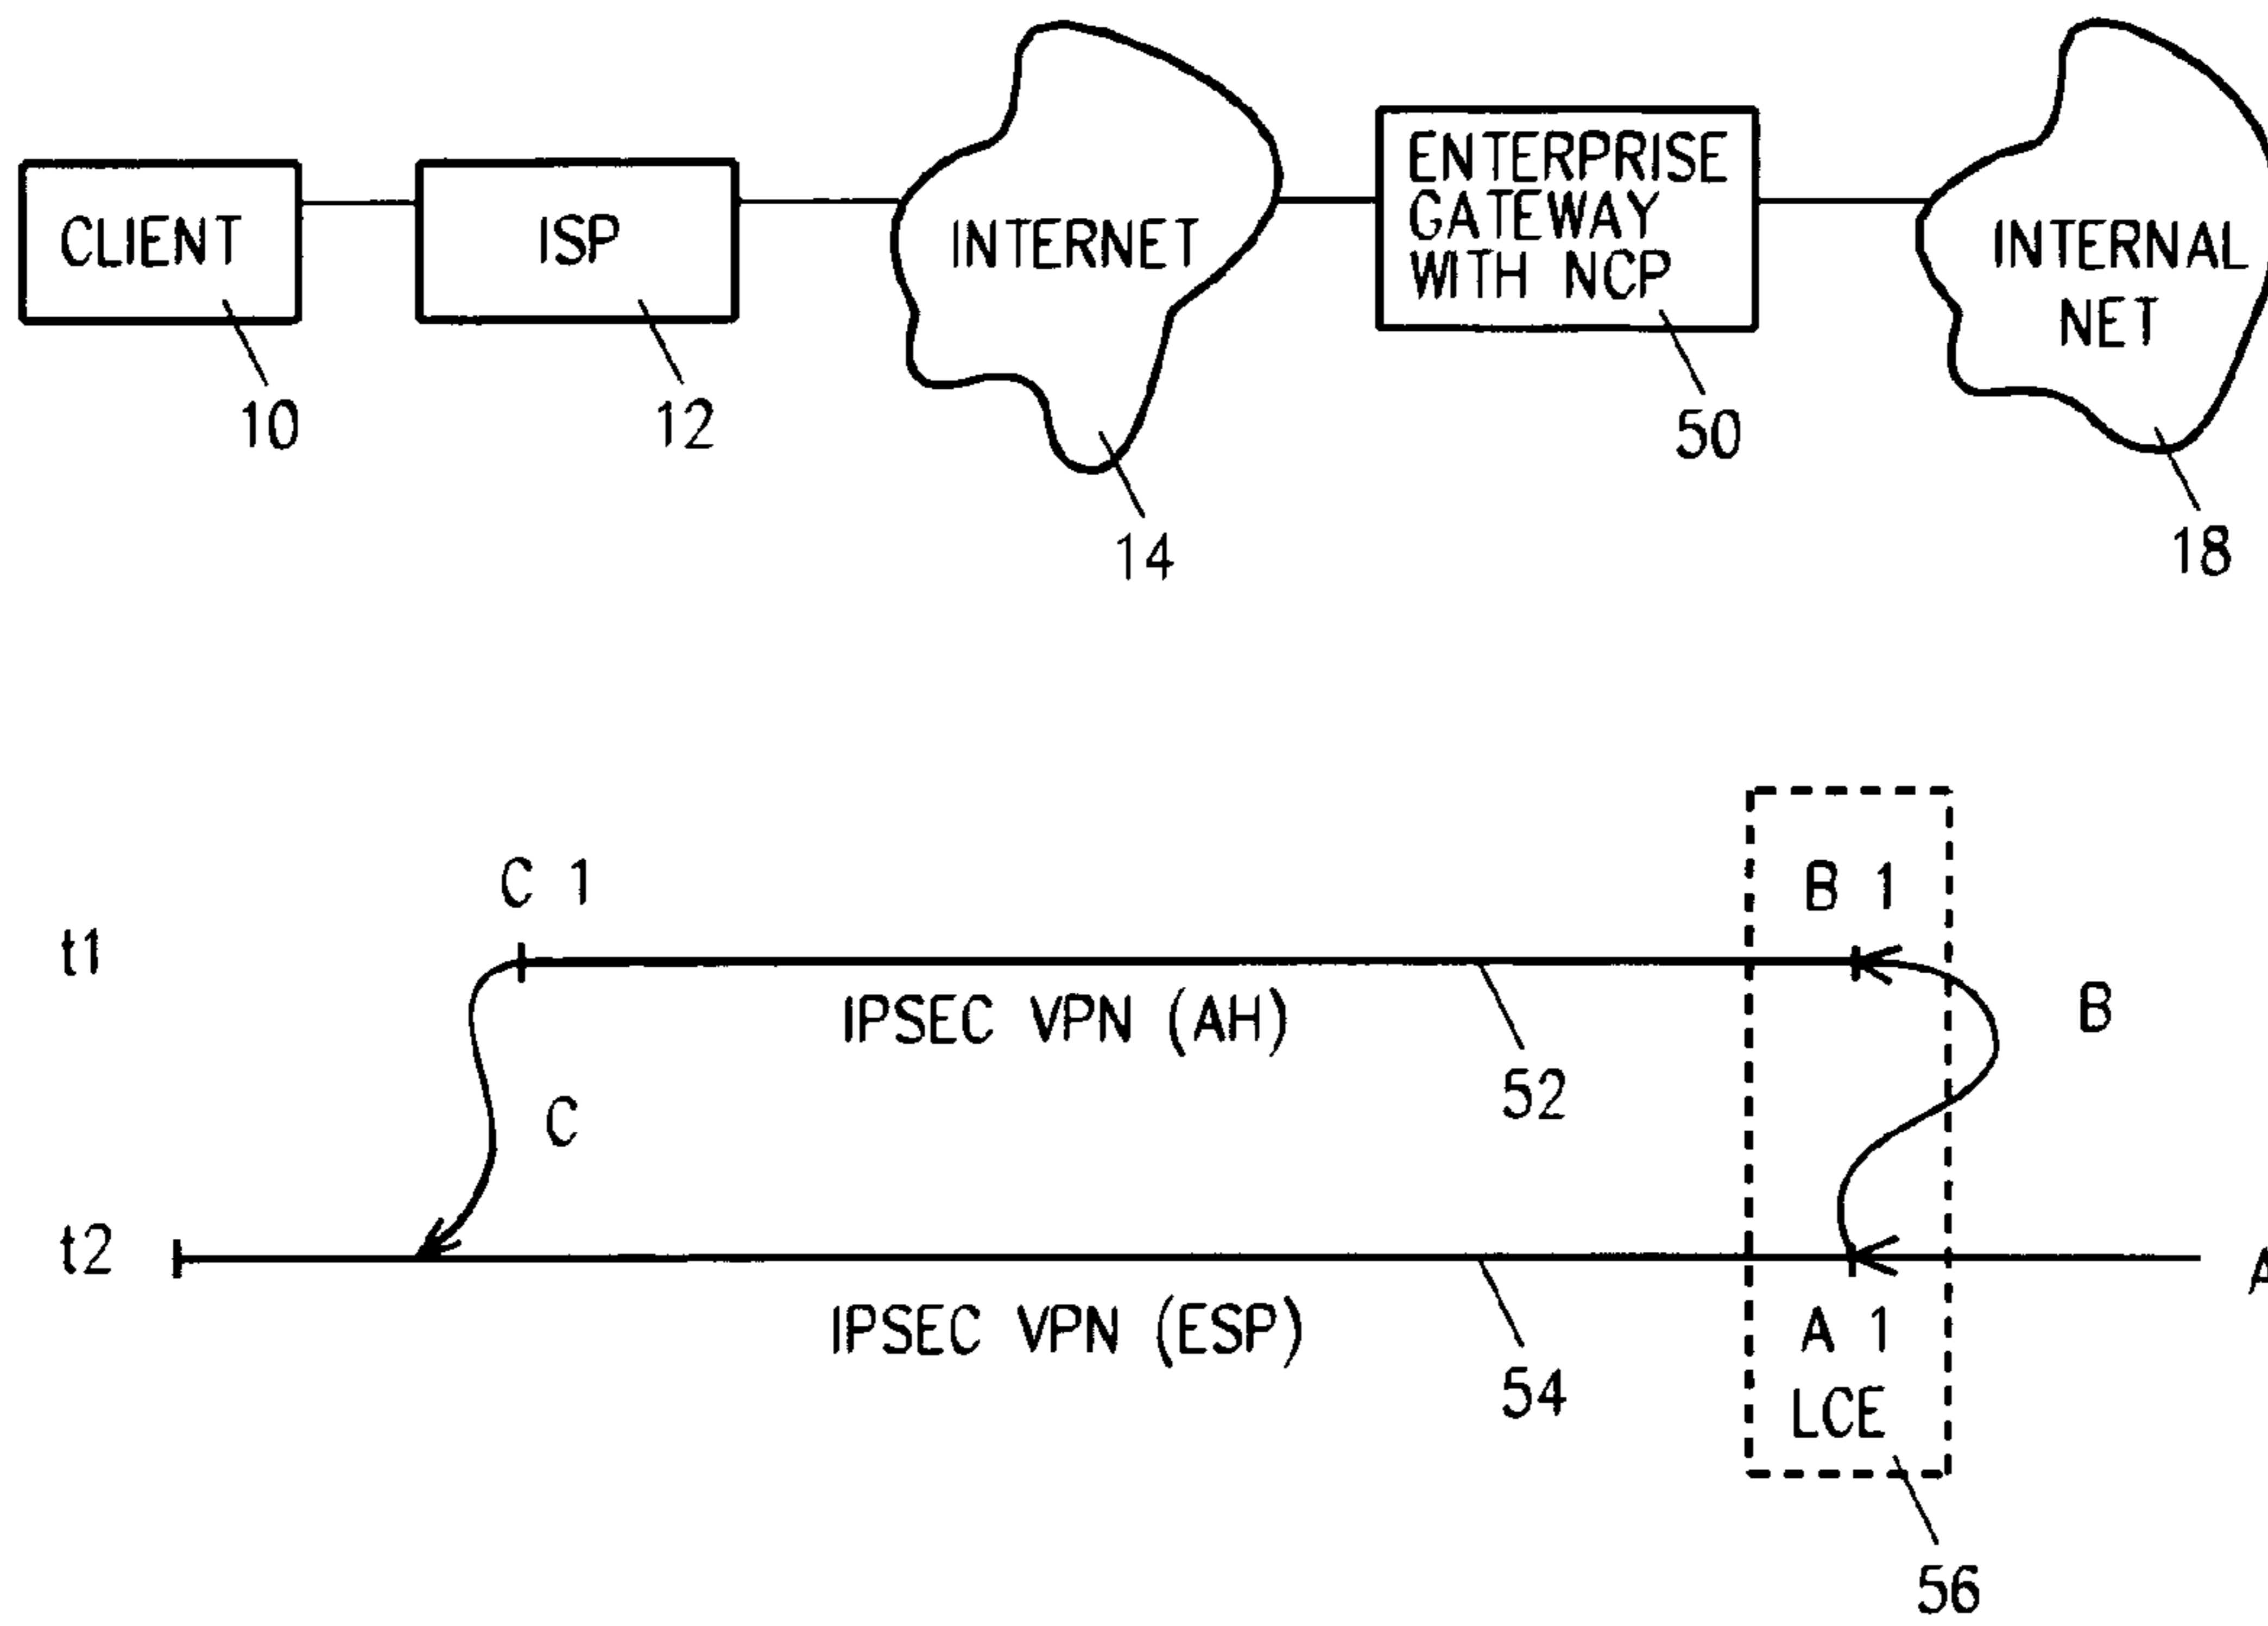 CLIENT
ISP
INTERNET
ENTERPRISE
GATEWAY
WITH NCP
INTERNAL
NET
10
12
14
50
18
C 1
B 1
t1
IPSEC VPN (AH)
B
52
C
t2
A
IPSEC VPN (ESP)
A 1
54
LCE
56